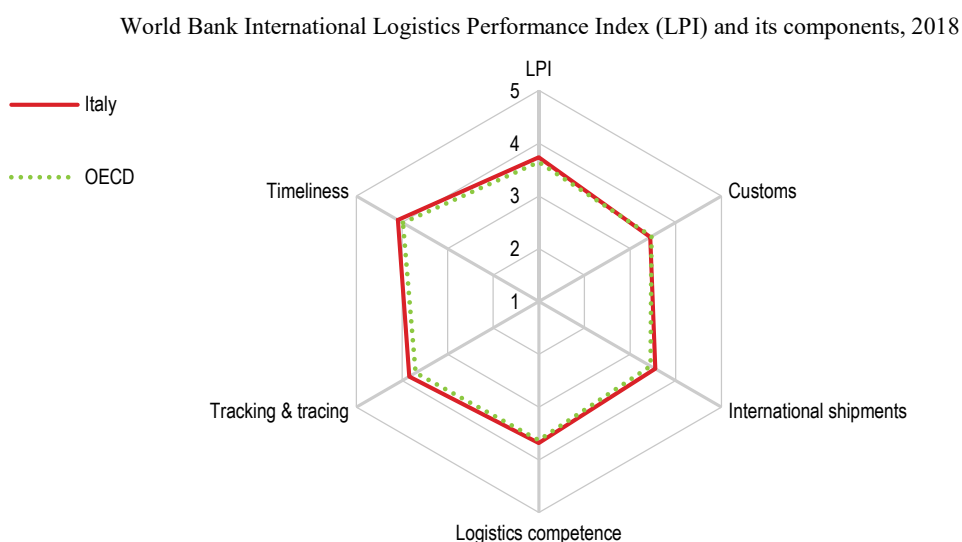 World Bank International Logistics Performance Index (LPI) and its components, 2018
LPI
5
Italy
4
OECD
Timeliness
Customs
3
2
1
Tracking & tracing
International shipments
Logistics competence